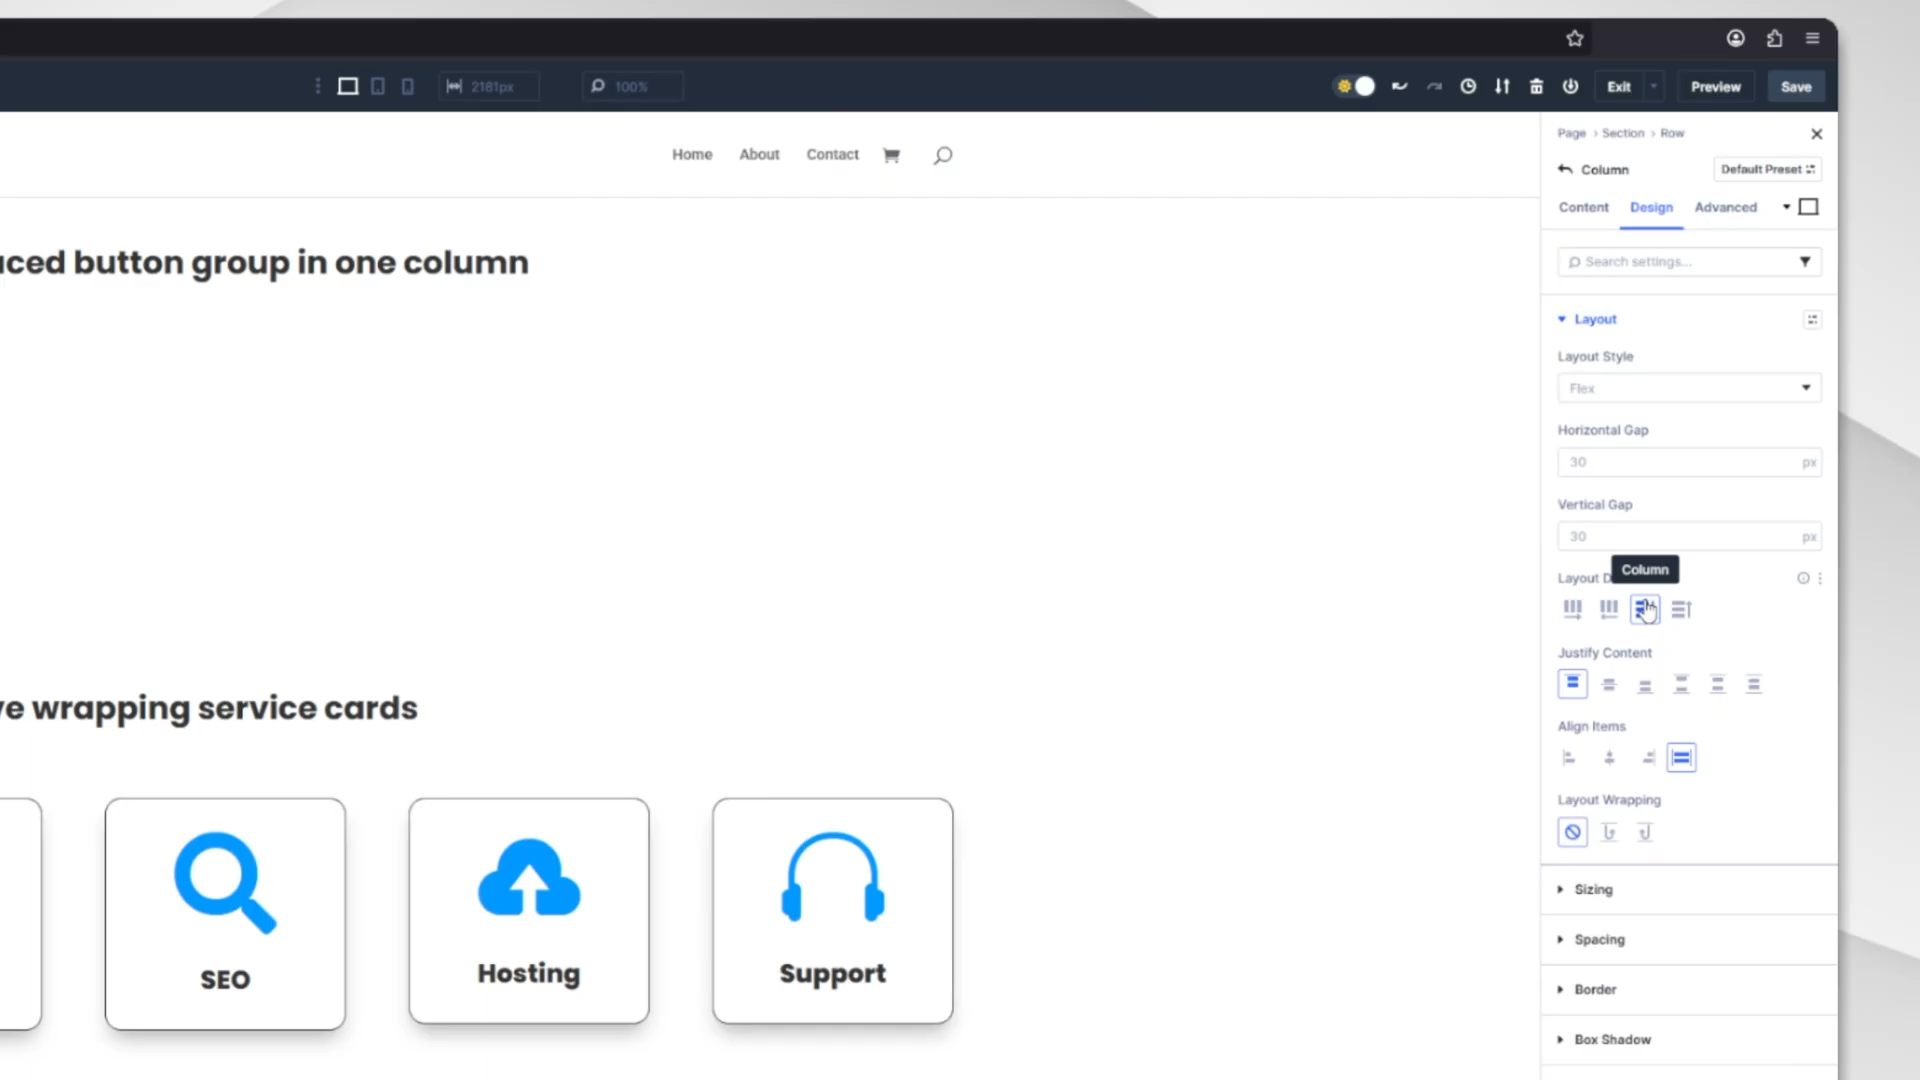 2181px
100%
Exit
Preview
Save
Home
About
Contact
aced button group in one column
ve wrapping service cards
SEO
Hosting
Support
Page › Section › Row
Column
Default Preset
Content
Design
Advanced
Search settings...
Layout
Layout Style
Flex
Horizontal Gap
30
px
Vertical Gap
30
px
Column
Layout D
Justify Content
Align Items
Layout Wrapping
Sizing
Spacing
Border
Box Shadow